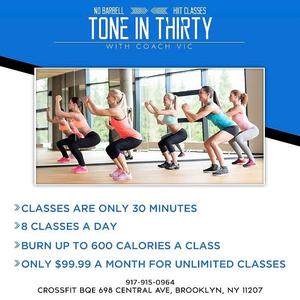 NO BARBELL >>> <<< HIIT CLASSES
TONE IN THIRTY
WITH COACH VIC
CLASSES ARE ONLY 30 MINUTES
8 CLASSES A DAY
BURN UP TO 600 CALORIES A CLASS
ONLY $99.99 A MONTH FOR UNLIMITED CLASSES
917-915-0964
CROSSFIT BQE 698 CENTRAL AVE, BROOKLYN, NY 11207